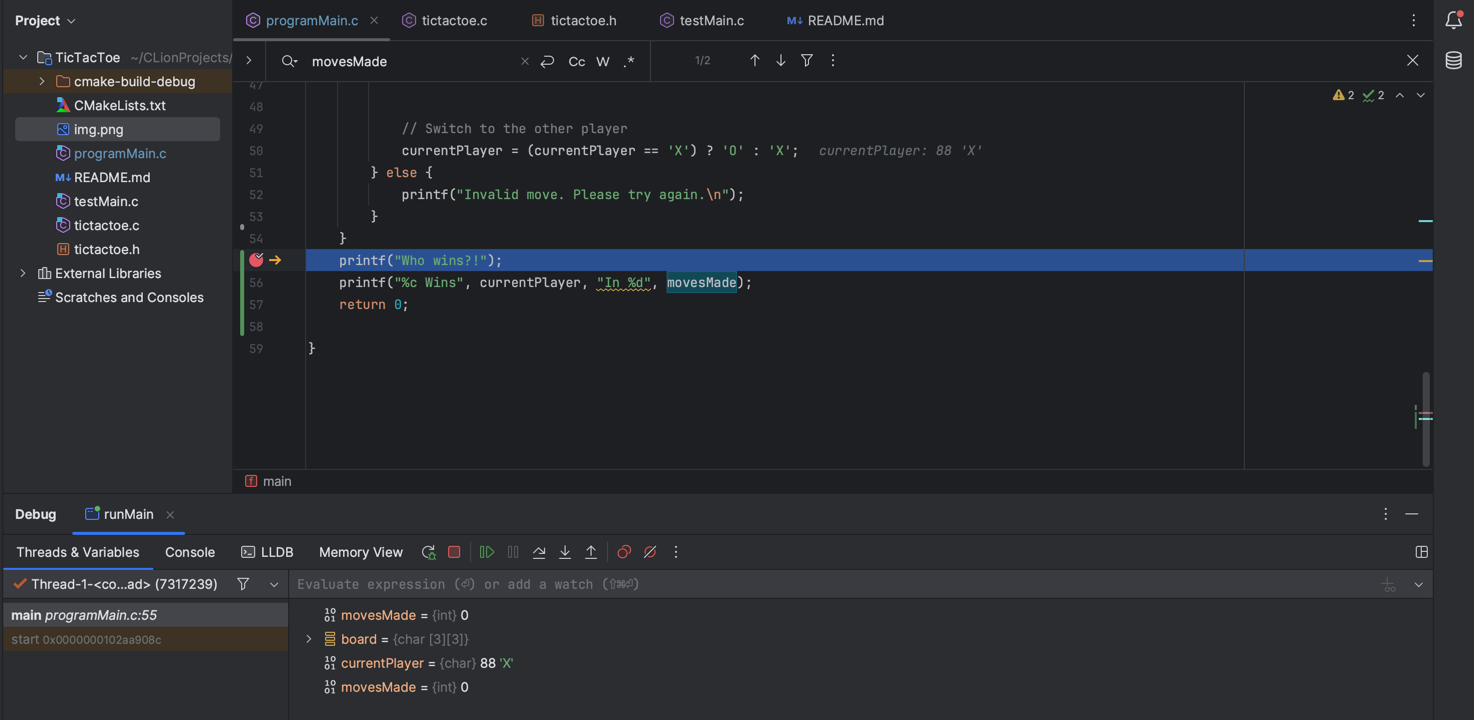 Project
programMain.c
tictactoe.c
tictactoe.h
testMain.c
M↓ README.md
TicTacToe ~/CLionProjects/
cmake-build-debug
CMakeLists.txt
img.png
programMain.c
M↓ README.md
testMain.c
tictactoe.c
tictactoe.h
External Libraries
Scratches and Consoles
movesMade
Cc W .*
1/2
2 2
47
48
49 // Switch to the other player
50 currentPlayer = (currentPlayer == 'X') ? 'O' : 'X'; currentPlayer: 88 'X'
51 } else {
52 printf("Invalid move. Please try again.\n");
53 }
54 }
printf("Who wins?!");
56 printf("%c Wins", currentPlayer, "In %d", movesMade);
57 return 0;
58
59 }
main
Debug runMain
Threads & Variables Console LLDB Memory View
Thread-1-<co...ad> (7317239)
Evaluate expression (⏎) or add a watch (⇧⌘⏎)
main programMain.c:55
start 0x0000000102aa908c
movesMade = {int} 0
board = {char [3][3]}
currentPlayer = {char} 88 'X'
movesMade = {int} 0